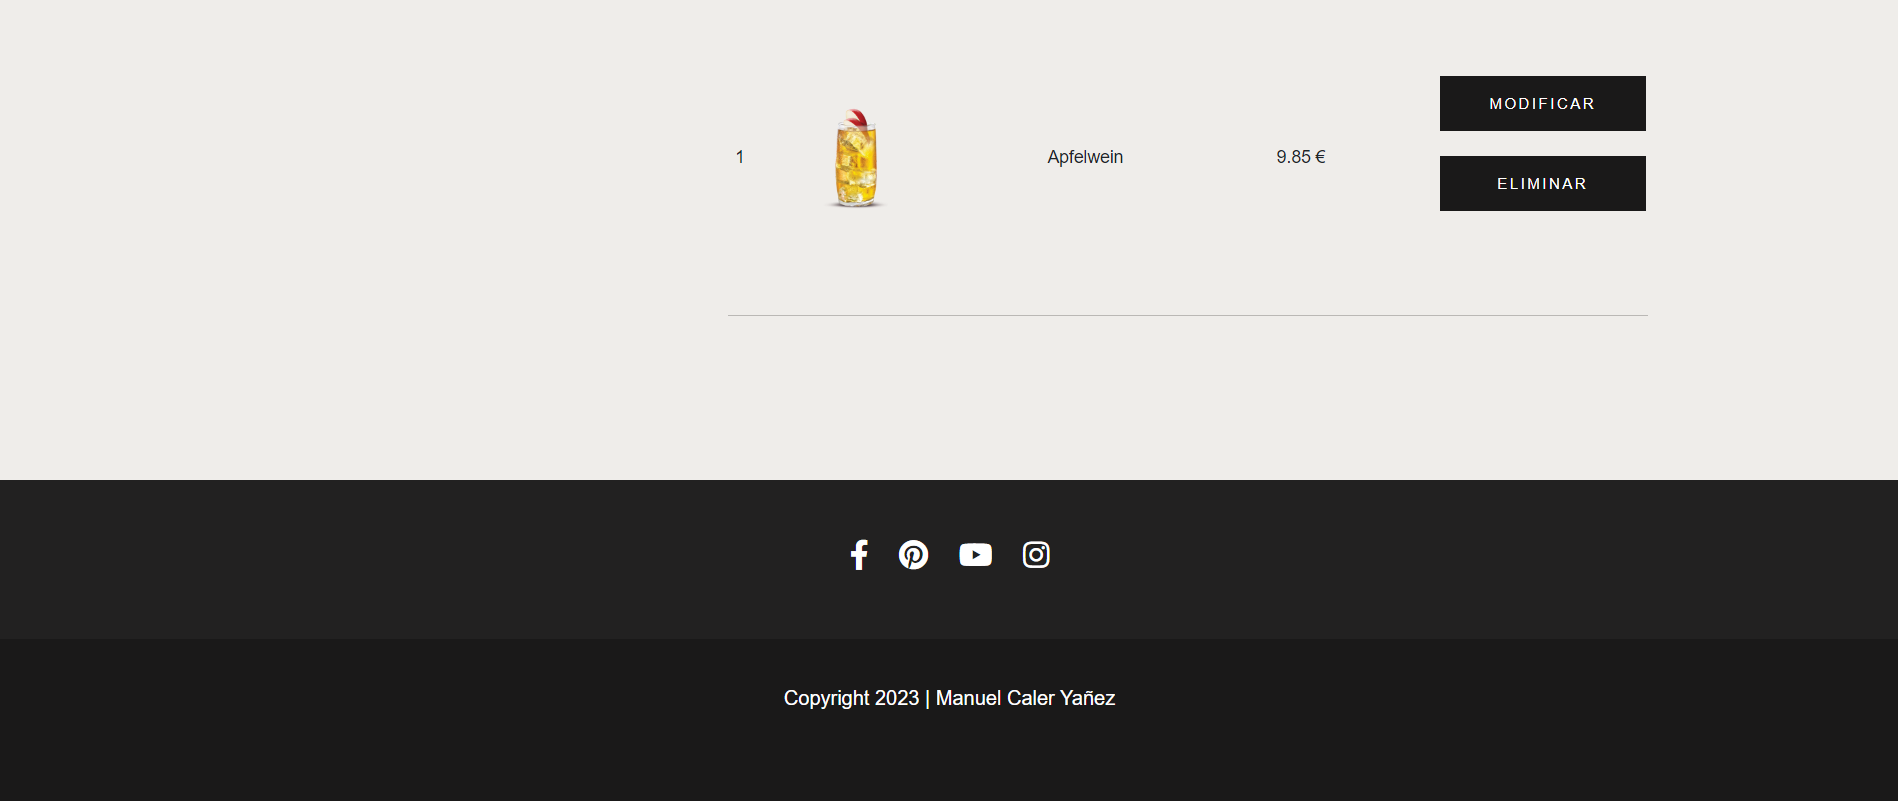 1
Apfelwein
9.85 €
MODIFICAR
ELIMINAR
Copyright 2023 | Manuel Caler Yañez